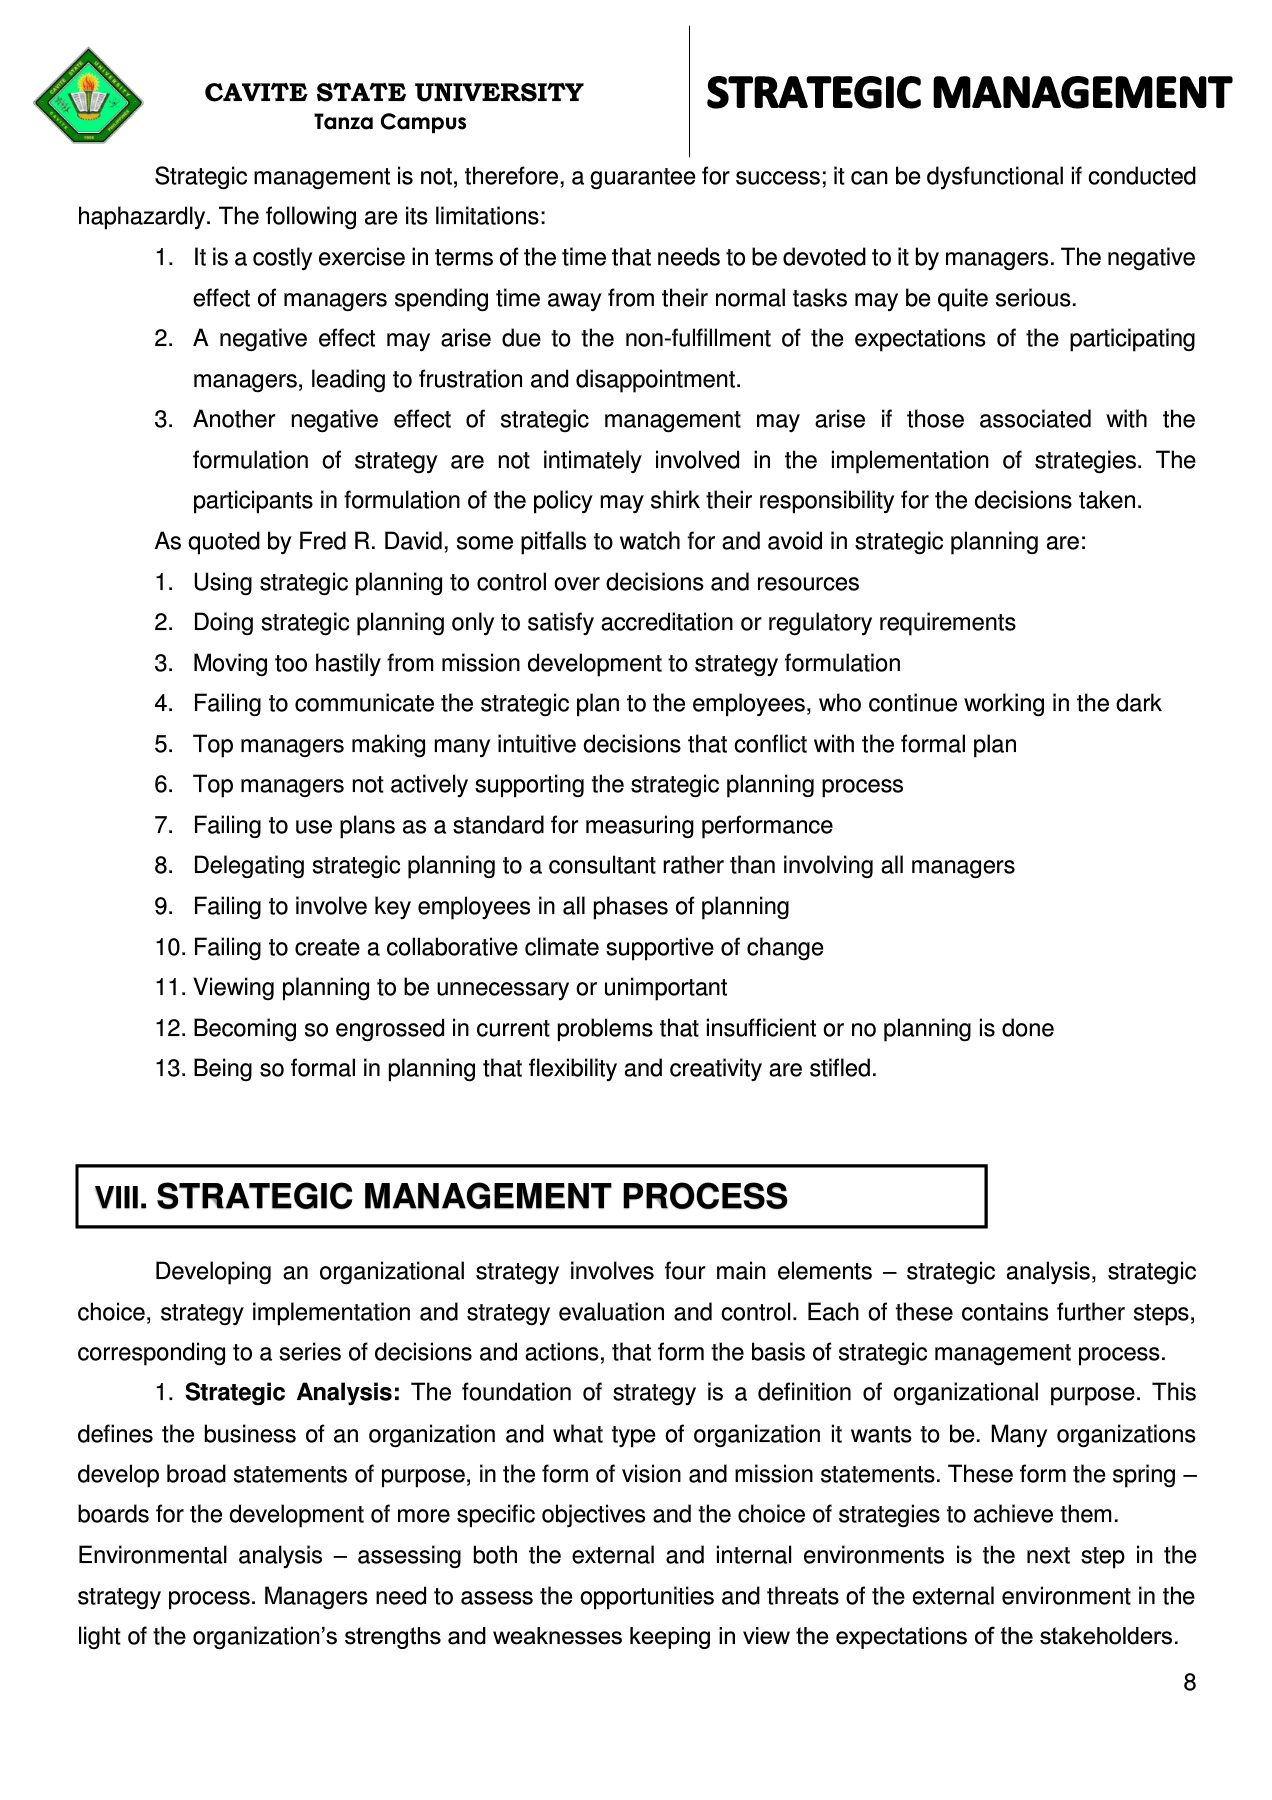 CAVITE STATE UNIVERSITY
Tanza Campus
STRATEGIC MANAGEMENT
Strategic management is not, therefore, a guarantee for success; it can be dysfunctional if conducted
haphazardly. The following are its limitations:
1. It is a costly exercise in terms of the time that needs to be devoted to it by managers. The negative
effect of managers spending time away from their normal tasks may be quite serious.
2. A negative effect may arise due to the non-fulfillment of the expectations of the participating
managers, leading to frustration and disappointment.
3. Another negative effect of strategic management may arise if those associated with the
formulation of strategy are not intimately involved in the implementation of strategies. The
participants in formulation of the policy may shirk their responsibility for the decisions taken.
As quoted by Fred R. David, some pitfalls to watch for and avoid in strategic planning are:
1. Using strategic planning to control over decisions and resources
2. Doing strategic planning only to satisfy accreditation or regulatory requirements
3. Moving too hastily from mission development to strategy formulation
4. Failing to communicate the strategic plan to the employees, who continue working in the dark
5. Top managers making many intuitive decisions that conflict with the formal plan
6. Top managers not actively supporting the strategic planning process
7. Failing to use plans as a standard for measuring performance
8. Delegating strategic planning to a consultant rather than involving all managers
9. Failing to involve key employees in all phases of planning
10. Failing to create a collaborative climate supportive of change
11. Viewing planning to be unnecessary or unimportant
12. Becoming so engrossed in current problems that insufficient or no planning is done
13. Being so formal in planning that flexibility and creativity are stifled.
VIII. STRATEGIC MANAGEMENT PROCESS
Developing an organizational strategy involves four main elements – strategic analysis, strategic
choice, strategy implementation and strategy evaluation and control. Each of these contains further steps,
corresponding to a series of decisions and actions, that form the basis of strategic management process.
1. Strategic Analysis: The foundation of strategy is a definition of organizational purpose. This
defines the business of an organization and what type of organization it wants to be. Many organizations
develop broad statements of purpose, in the form of vision and mission statements. These form the spring –
boards for the development of more specific objectives and the choice of strategies to achieve them.
Environmental analysis – assessing both the external and internal environments is the next step in the
strategy process. Managers need to assess the opportunities and threats of the external environment in the
light of the organization’s strengths and weaknesses keeping in view the expectations of the stakeholders.
8